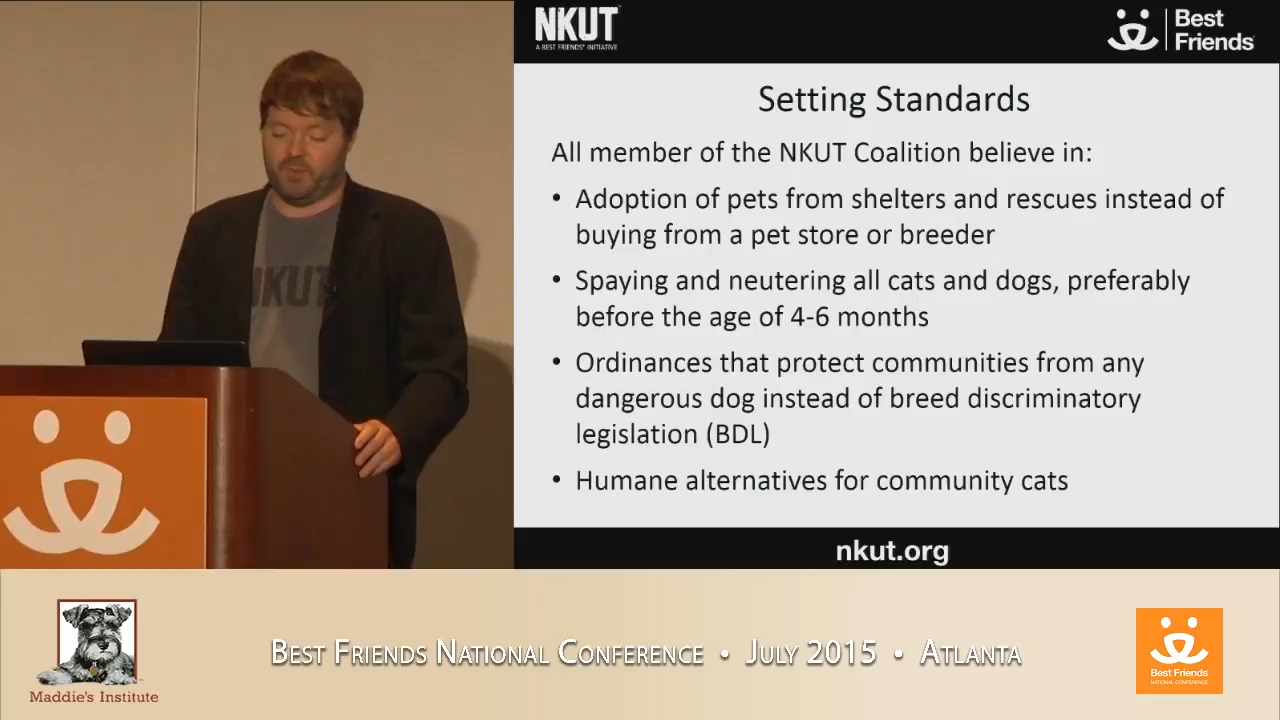 NKUT
A BEST FRIENDS' INITIATIVE
Best
Friends
Setting Standards
All member of the NKUT Coalition believe in:
• Adoption of pets from shelters and rescues instead of
buying from a pet store or breeder
• Spaying and neutering all cats and dogs, preferably
before the age of 4-6 months
• Ordinances that protect communities from any
dangerous dog instead of breed discriminatory
legislation (BDL)
• Humane alternatives for community cats
nkut.org
NKUT
Maddie's Institute
Best Friends National Conference • July 2015 • Atlanta
Best Friends
NATIONAL CONFERENCE